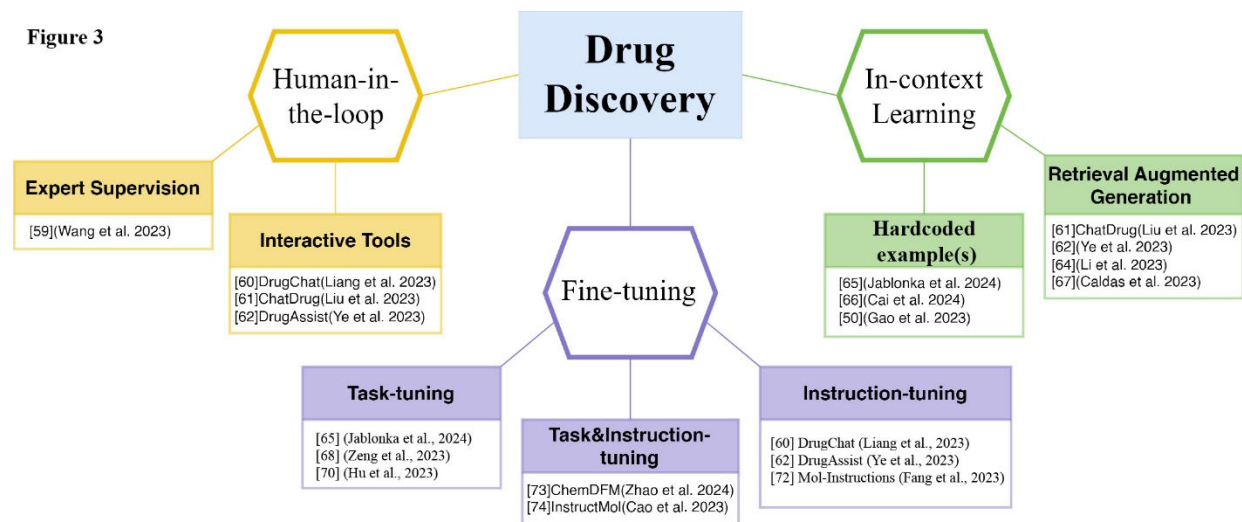 Figure 3
Drug
Discovery
Human-in-
the-loop
In-context
Learning
Expert Supervision
[59](Wang et al. 2023)
Interactive Tools
[60]DrugChat(Liang et al. 2023)
[61]ChatDrug(Liu et al. 2023)
[62]DrugAssist(Ye et al. 2023)
Fine-tuning
Hardcoded
example(s)
[65](Jablonka et al. 2024)
[66](Cai et al. 2024)
[50](Gao et al. 2023)
Retrieval Augmented
Generation
[61]ChatDrug(Liu et al. 2023)
[62](Ye et al. 2023)
[64](Li et al. 2023)
[67](Caldas et al. 2023)
Task-tuning
[65] (Jablonka et al., 2024)
[68] (Zeng et al., 2023)
[70] (Hu et al., 2023)
Task&Instruction-
tuning
[73]ChemDFM(Zhao et al. 2024)
[74]InstructMol(Cao et al. 2023)
Instruction-tuning
[60] DrugChat (Liang et al., 2023)
[62] DrugAssist (Ye et al., 2023)
[72] Mol-Instructions (Fang et al., 2023)